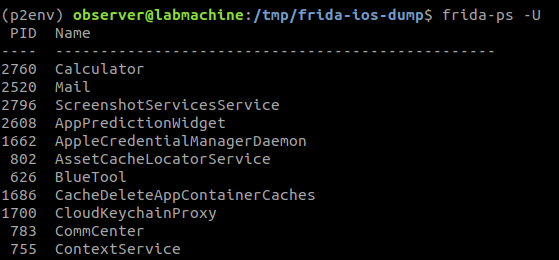 (p2env) observer@labmachine:/tmp/frida-ios-dump$ frida-ps -U
 PID  Name
----  -------------------------------------------------
2760  Calculator
2520  Mail
2796  ScreenshotServicesService
2608  AppPredictionWidget
1662  AppleCredentialManagerDaemon
 802  AssetCacheLocatorService
 626  BlueTool
1686  CacheDeleteAppContainerCaches
1700  CloudKeychainProxy
 783  CommCenter
 755  ContextService